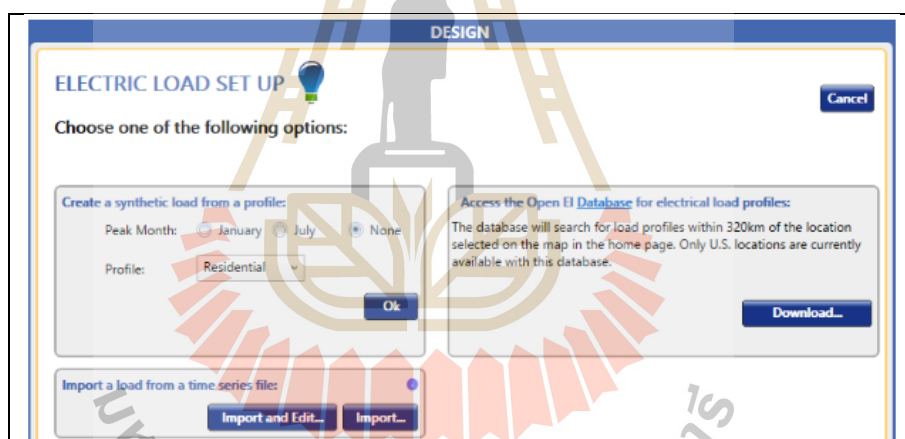 DESIGN
ELECTRIC LOAD SET UP
Cancel
Choose one of the following options:
Create a synthetic load from a profile:
Peak Month: January July None
Profile: Residential
Ok
Access the Open EI Database for electrical load profiles:
The database will search for load profiles within 320km of the location
selected on the map in the home page. Only U.S. locations are currently
available with this database.
Download...
Import a load from a time series file:
Import and Edit... Import...